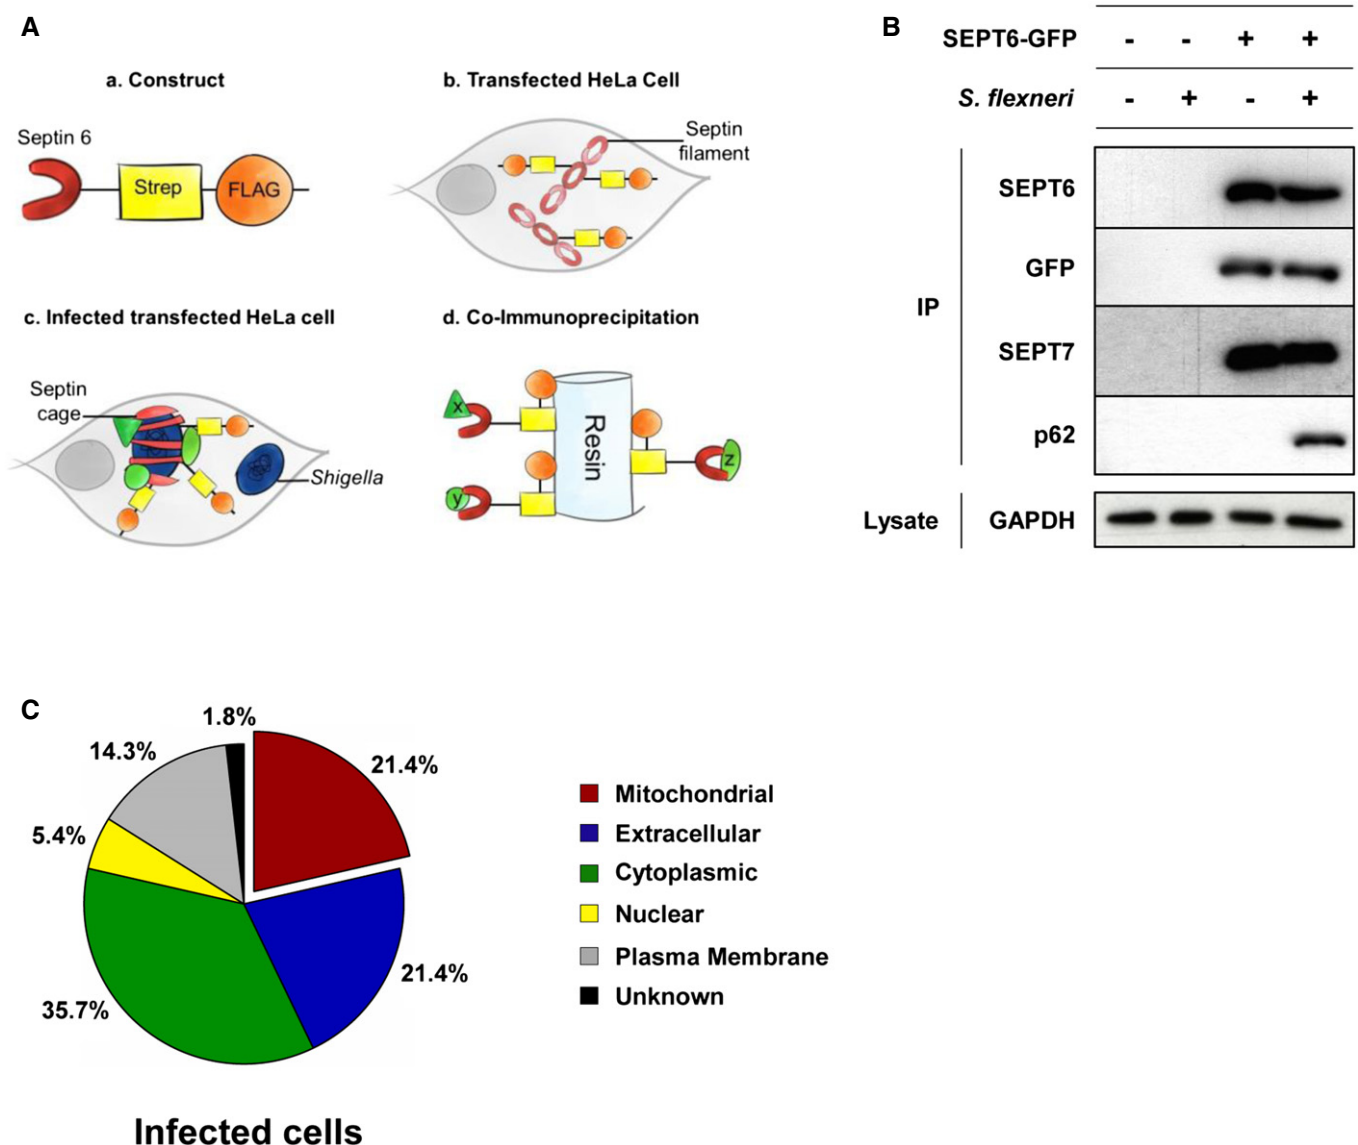 A
a. Construct
Septin 6
Strep
FLAG
b. Transfected HeLa Cell
Septin
filament
c. Infected transfected HeLa cell
Septin
cage
Shigella
d. Co-Immunoprecipitation
x
y
z
Resin
B
SEPT6-GFP - - + +
S. flexneri - + - +
IP
SEPT6
GFP
SEPT7
p62
Lysate
GAPDH
C
1.8%
14.3%
21.4%
5.4%
21.4%
35.7%
Mitochondrial
Extracellular
Cytoplasmic
Nuclear
Plasma Membrane
Unknown
Infected cells